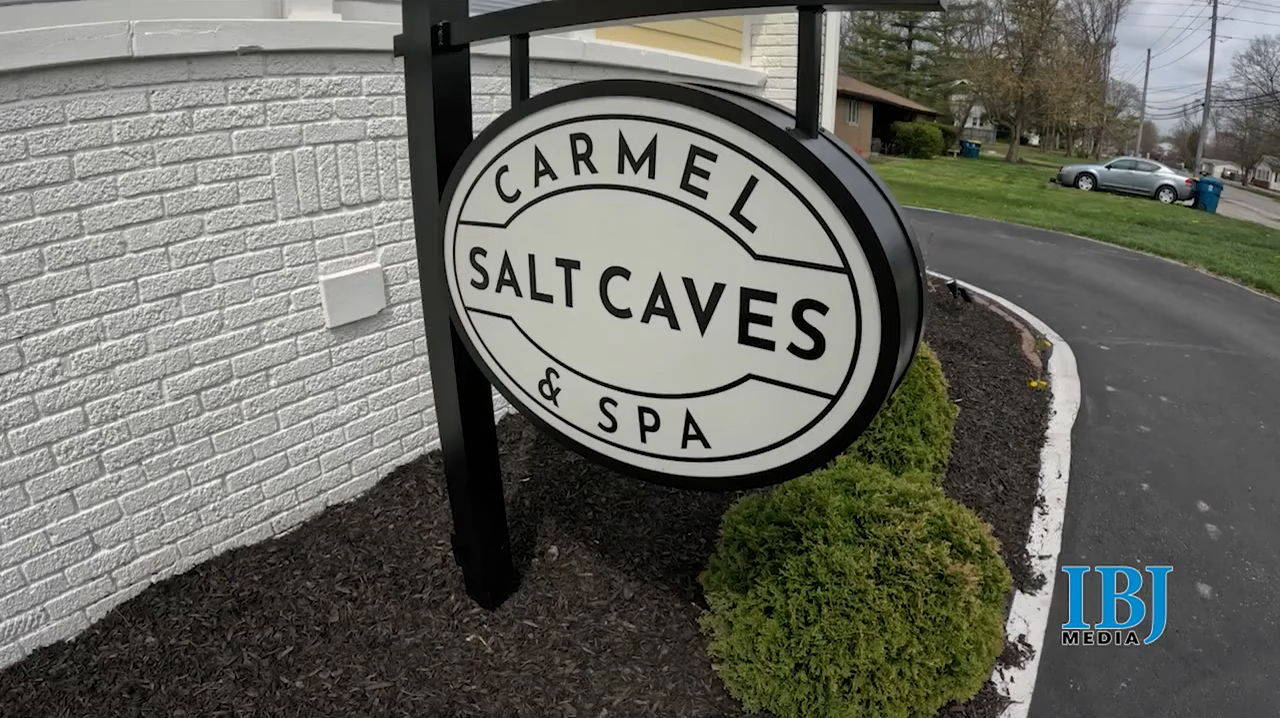 CARMEL
SALT CAVES
& SPA
IBJ
MEDIA